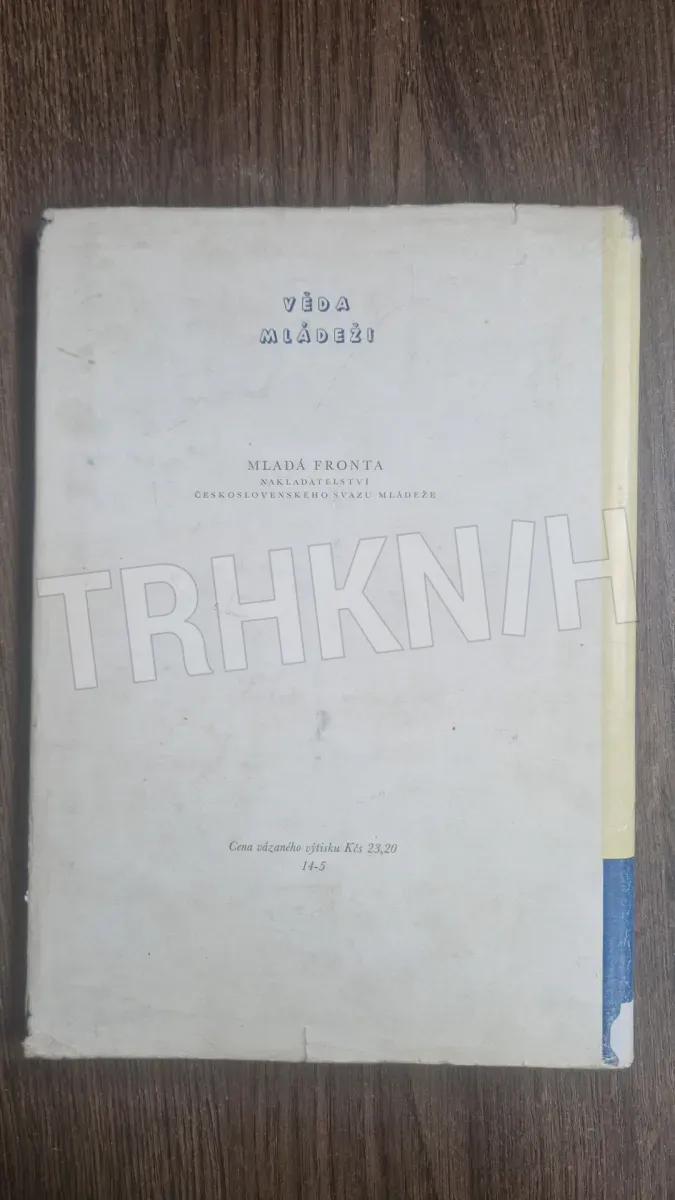 VĚDA
MLÁDEŽI
MLADÁ FRONTA
NAKLADATELSTVÍ
ČESKOSLOVENSKÉHO SVAZU MLÁDEŽE
TRHKNIH
Cena vázaného výtisku Kčs 23,20
14-5